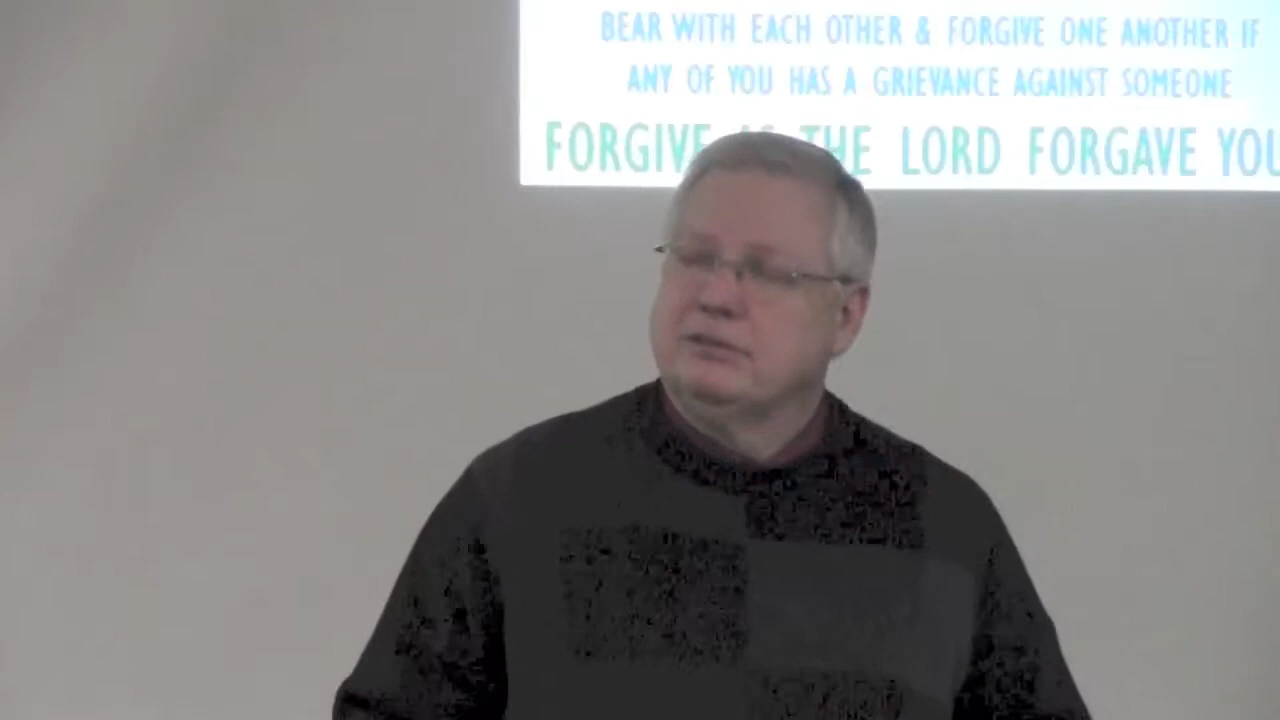 BEAR WITH EACH OTHER & FORGIVE ONE ANOTHER IF
ANY OF YOU HAS A GRIEVANCE AGAINST SOMEONE
FORGIVE THE LORD FORGAVE YOU